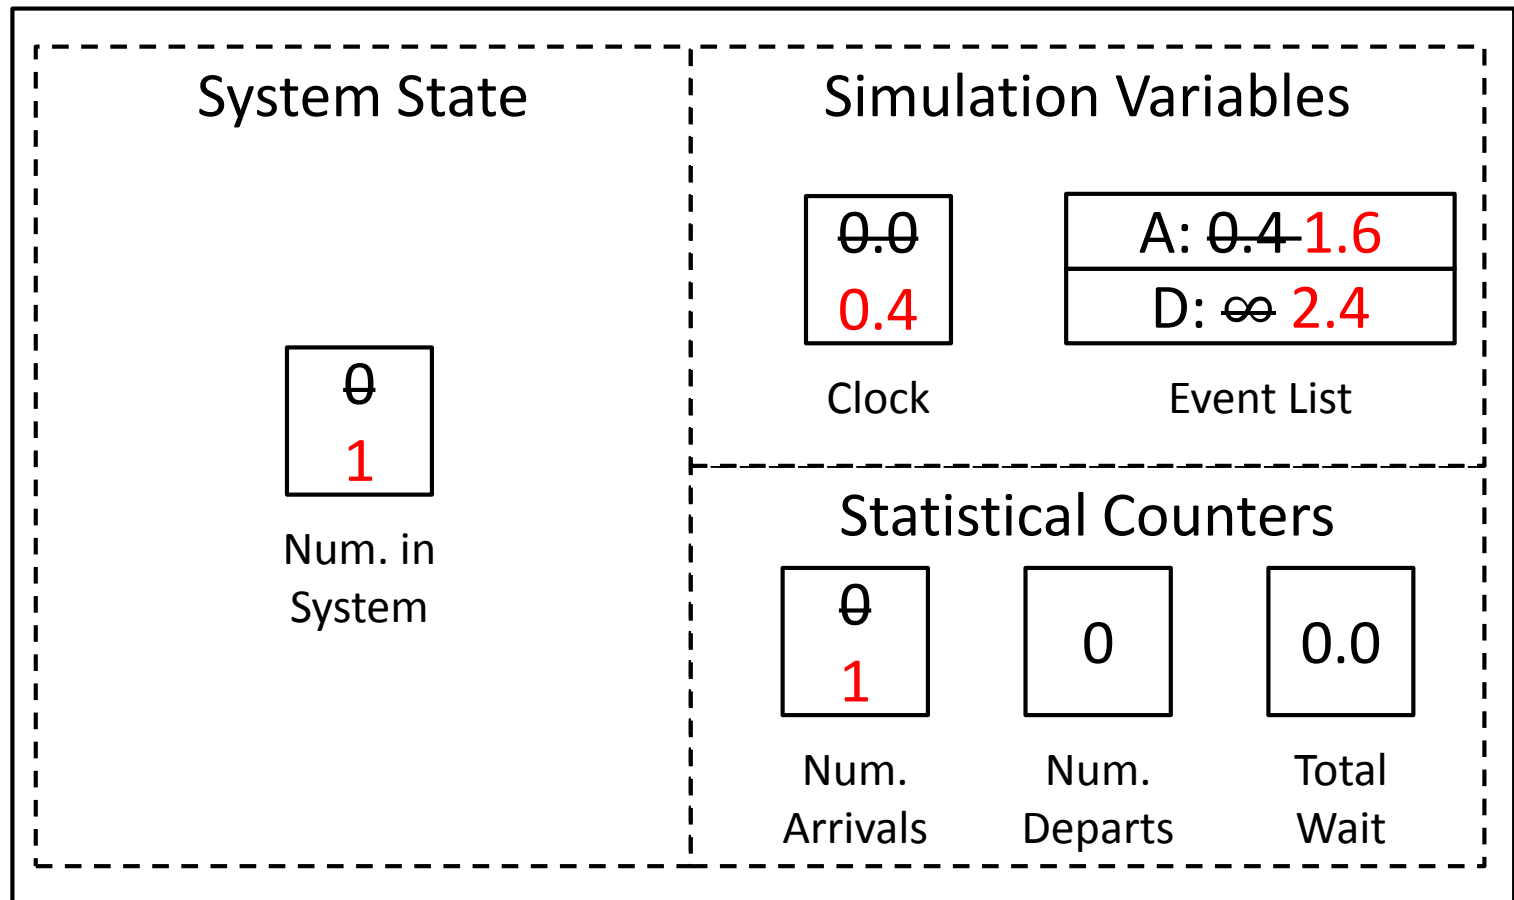 System State
0
1
Num. in
System
Simulation Variables
0.0
0.4
Clock
A: 0.4 1.6
D: ∞ 2.4
Event List
Statistical Counters
0
1
Num.
Arrivals
0
Num.
Departs
0.0
Total
Wait